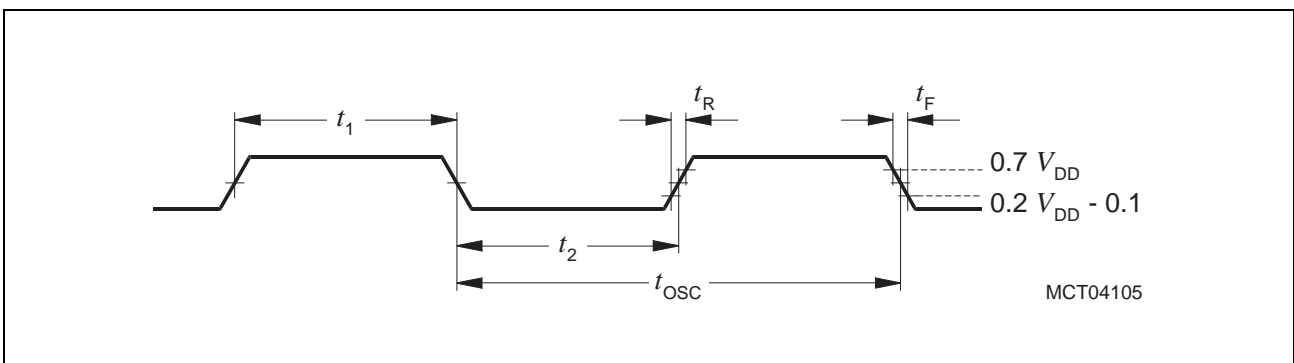 t1
tR
tF
0.7 VDD
0.2 VDD - 0.1
t2
tOSC
MCT04105